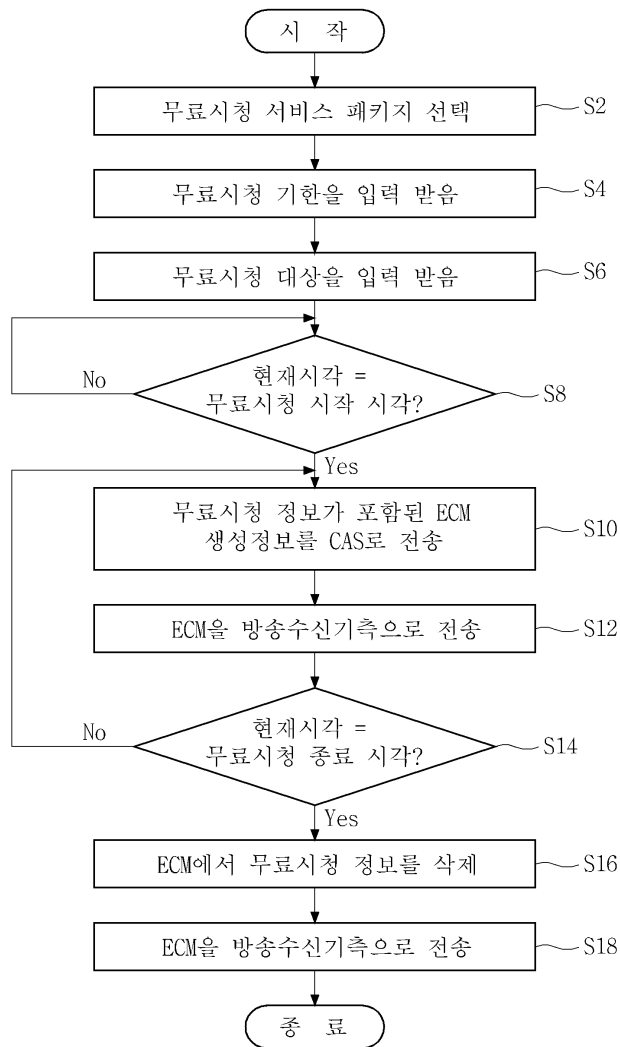 시 작
무료시청 서비스 패키지 선택
S2
무료시청 기한을 입력 받음
S4
무료시청 대상을 입력 받음
S6
현재시각 =
무료시청 시작 시각?
S8
No
Yes
무료시청 정보가 포함된 ECM
생성정보를 CAS로 전송
S10
ECM을 방송수신기측으로 전송
S12
현재시각 =
무료시청 종료 시각?
S14
No
Yes
ECM에서 무료시청 정보를 삭제
S16
ECM을 방송수신기측으로 전송
S18
종 료